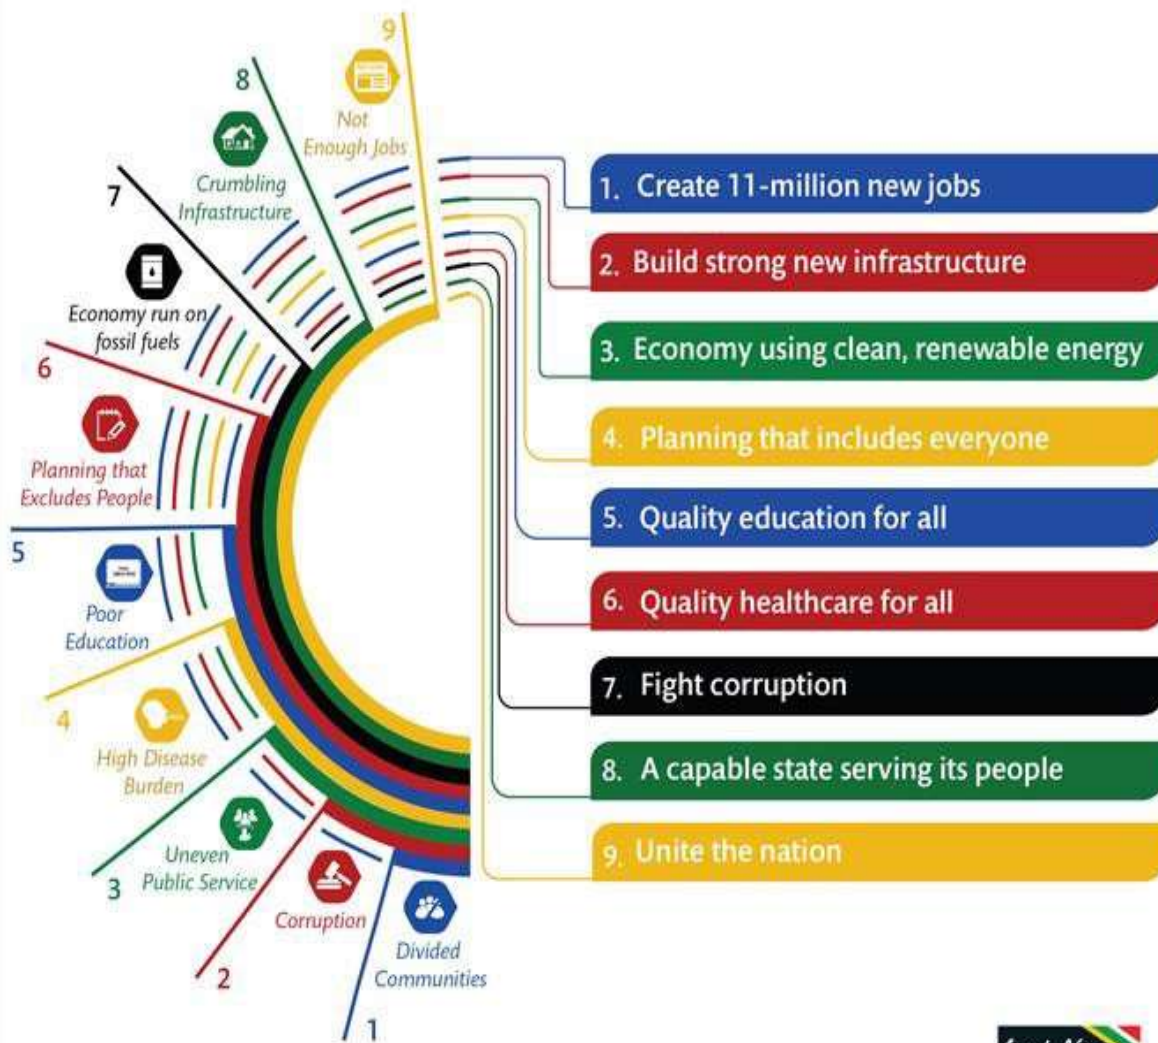 9
Not
Enough Jobs
8
Crumbling
Infrastructure
7
Economy run on
fossil fuels
6
Planning that
Excludes People
5
Poor
Education
4
High Disease
Burden
3
Uneven
Public Service
2
Corruption
1
Divided
Communities
1. Create 11-million new jobs
2. Build strong new infrastructure
3. Economy using clean, renewable energy
4. Planning that includes everyone
5. Quality education for all
6. Quality healthcare for all
7. Fight corruption
8. A capable state serving its people
9. Unite the nation